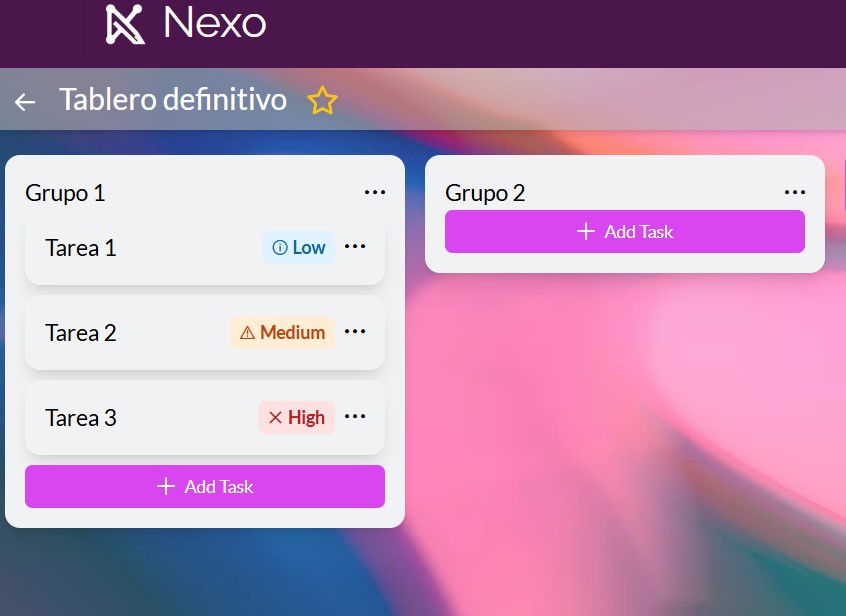 Nexo
Tablero definitivo
Grupo 1
Tarea 1
Low
Tarea 2
Medium
Tarea 3
High
Add Task
Grupo 2
Add Task